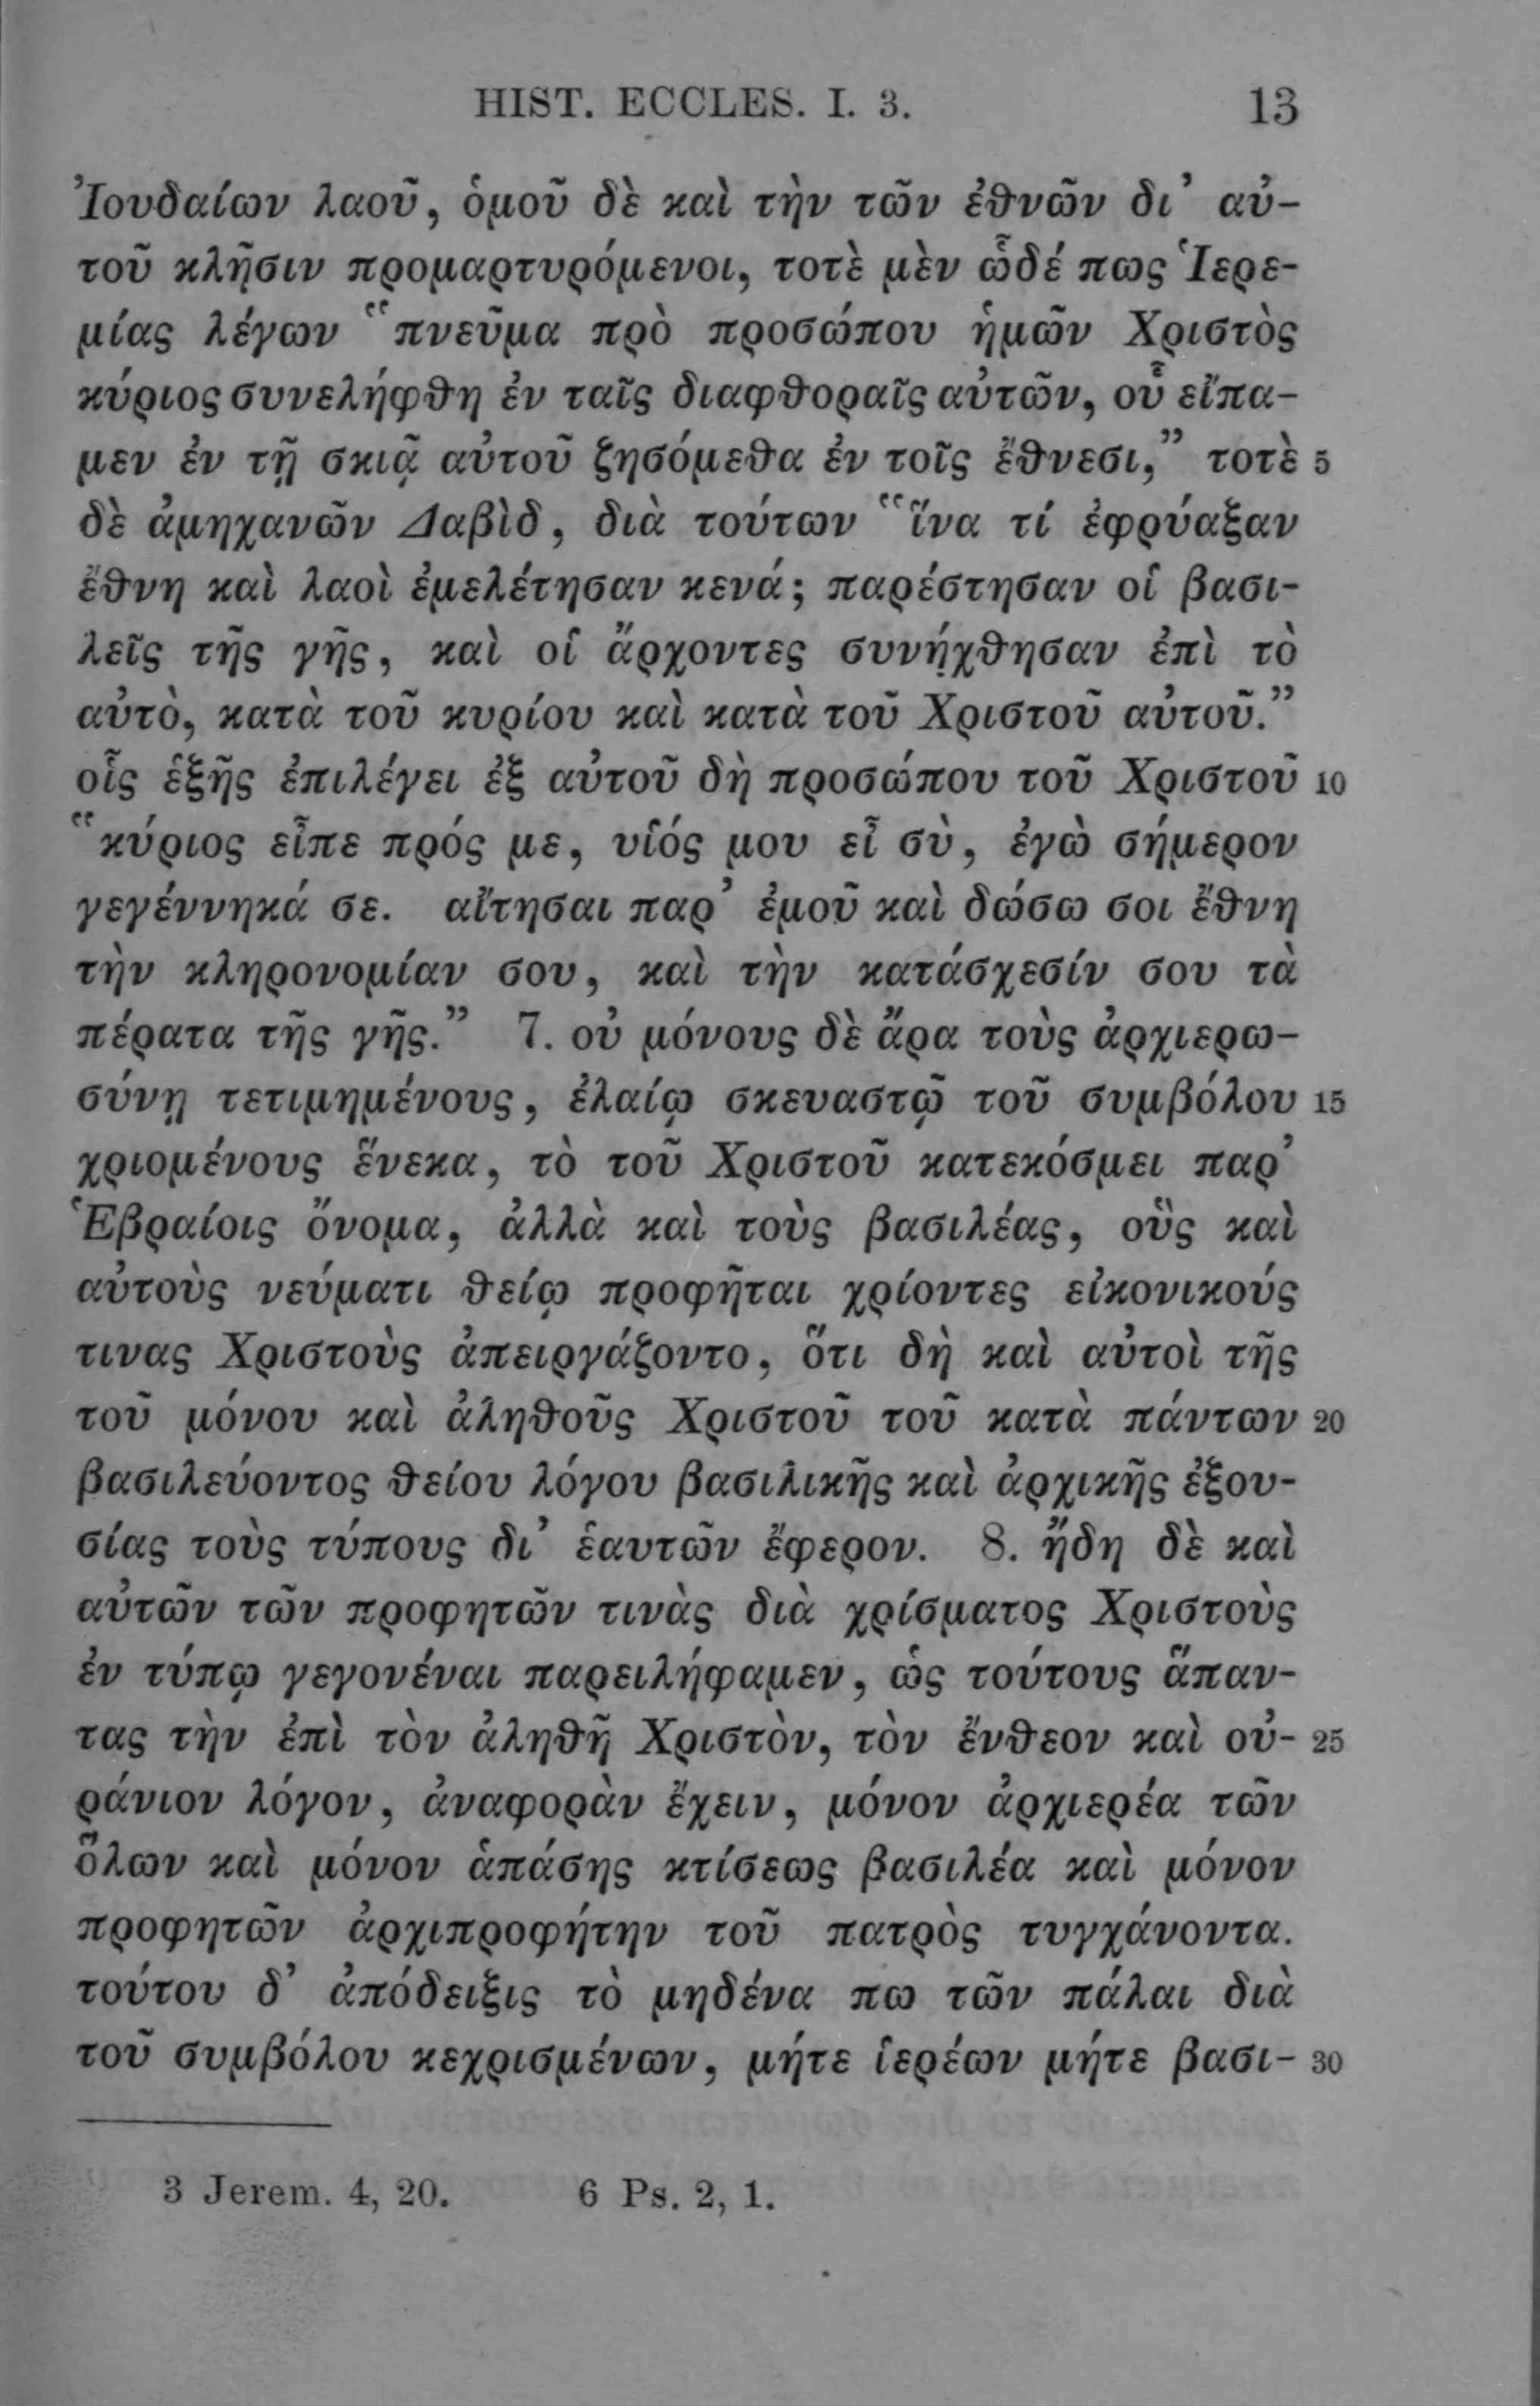 HIST. ECCLES. I. 3. 13
Ἰουδαίων λαοῦ, ὁμοῦ δὲ καὶ τὴν τῶν ἐθνῶν δι’ αὐ-
τοῦ κλῆσιν προμαρτυρόμενοι, τοτὲ μὲν ὧδέ πως Ἱερε-
μίας λέγων “πνεῦμα πρὸ προσώπου ἡμῶν Χριστὸς
κύριος συνελήφθη ἐν ταῖς διαφθοραῖς αὐτῶν, οὗ εἴπα-
μεν ἐν τῇ σκιᾷ αὐτοῦ ζησόμεθα ἐν τοῖς ἔθνεσι,” τοτὲ 5
δὲ ἀμηχανῶν Δαβὶδ, διὰ τούτων “ἵνα τί ἐφρύαξαν
ἔθνη καὶ λαοὶ ἐμελέτησαν κενά; παρέστησαν οἱ βασι-
λεῖς τῆς γῆς, καὶ οἱ ἄρχοντες συνήχθησαν ἐπὶ τὸ
αὐτὸ, κατὰ τοῦ κυρίου καὶ κατὰ τοῦ Χριστοῦ αὐτοῦ.”
οἷς ἑξῆς ἐπιλέγει ἐξ αὐτοῦ δὴ προσώπου τοῦ Χριστοῦ 10
“κύριος εἶπε πρός με, υἱός μου εἶ σὺ, ἐγὼ σήμερον
γεγέννηκά σε. αἴτησαι παρ’ ἐμοῦ καὶ δώσω σοι ἔθνη
τὴν κληρονομίαν σου, καὶ τὴν κατάσχεσίν σου τὰ
πέρατα τῆς γῆς.” 7. οὐ μόνους δὲ ἄρα τοὺς ἀρχιερω-
σύνῃ τετιμημένους, ἐλαίῳ σκευαστῷ τοῦ συμβόλου 15
χριομένους ἕνεκα, τὸ τοῦ Χριστοῦ κατεκόσμει παρ’
Ἑβραίοις ὄνομα, ἀλλὰ καὶ τοὺς βασιλέας, οὓς καὶ
αὐτοὺς νεύματι θείῳ προφῆται χρίοντες εἰκονικούς
τινας Χριστοὺς ἀπειργάζοντο, ὅτι δὴ καὶ αὐτοὶ τῆς
τοῦ μόνου καὶ ἀληθοῦς Χριστοῦ τοῦ κατὰ πάντων 20
βασιλεύοντος θείου λόγου βασιλικῆς καὶ ἀρχικῆς ἐξου-
σίας τοὺς τύπους δι’ ἑαυτῶν ἔφερον. 8. ἤδη δὲ καὶ
αὐτῶν τῶν προφητῶν τινὰς διὰ χρίσματος Χριστοὺς
ἐν τύπῳ γεγονέναι παρειλήφαμεν, ὡς τούτους ἅπαν-
τας τὴν ἐπὶ τὸν ἀληθῆ Χριστὸν, τὸν ἔνθεον καὶ οὐ- 25
ράνιον λόγον, ἀναφορὰν ἔχειν, μόνον ἀρχιερέα τῶν
ὅλων καὶ μόνον ἁπάσης κτίσεως βασιλέα καὶ μόνον
προφητῶν ἀρχιπροφήτην τοῦ πατρὸς τυγχάνοντα.
τούτου δ’ ἀπόδειξις τὸ μηδένα πω τῶν πάλαι διὰ
τοῦ συμβόλου κεχρισμένων, μήτε ἱερέων μήτε βασι- 30
3 Jerem. 4, 20. 6 Ps. 2, 1.